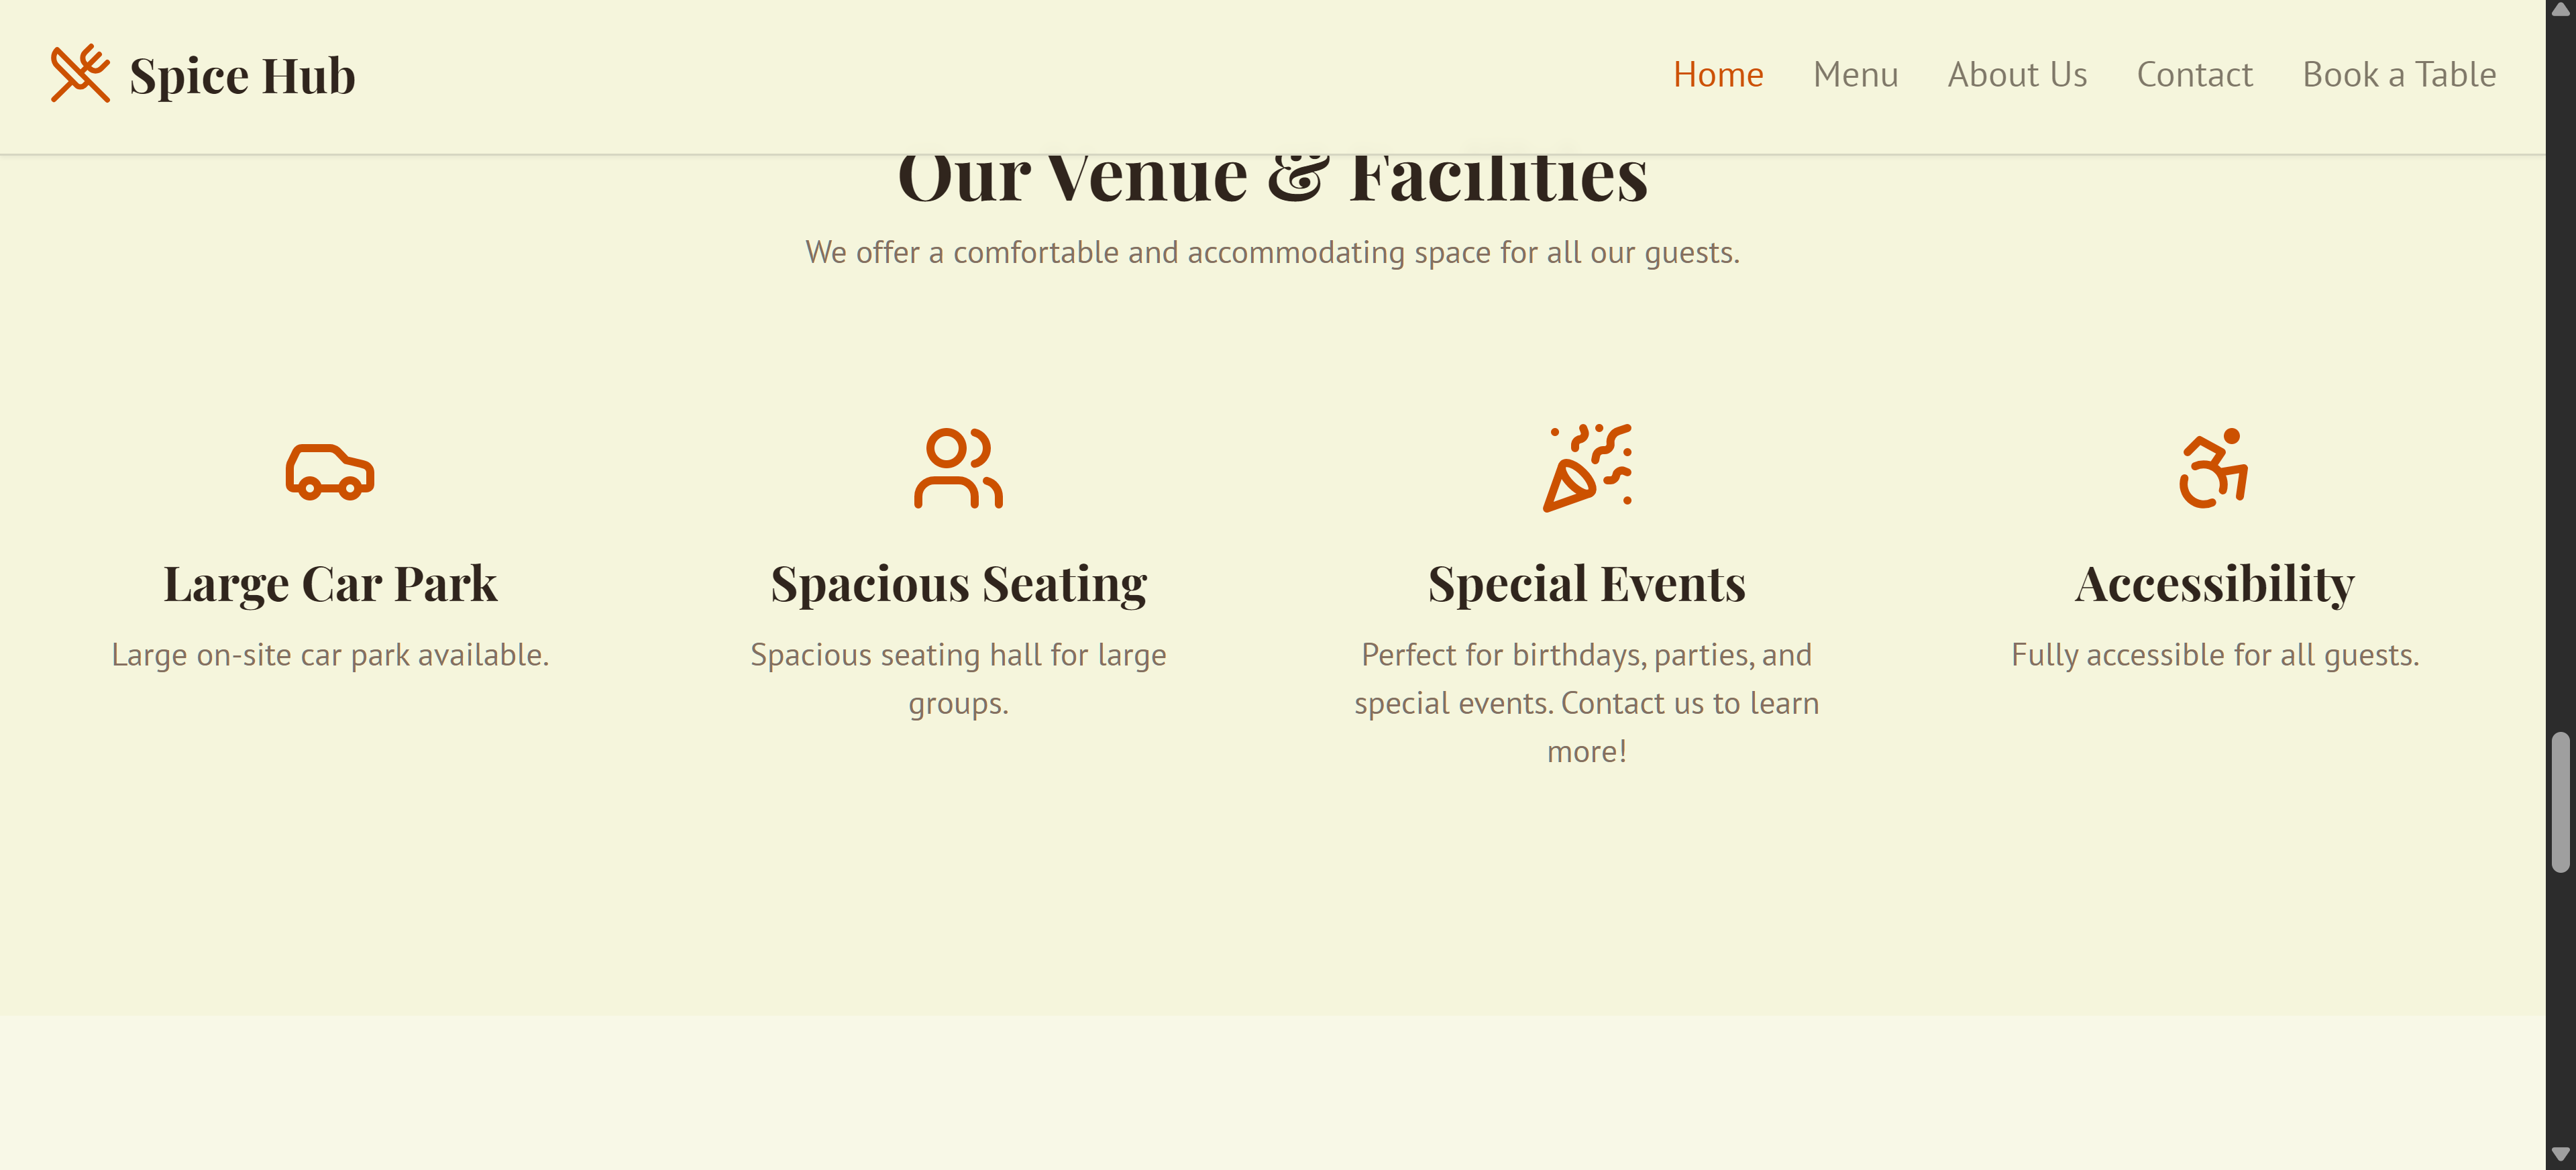 Spice Hub
Home
Menu
About Us
Contact
Book a Table
Our Venue & Facilities
We offer a comfortable and accommodating space for all our guests.
Large Car Park
Large on-site car park available.
Spacious Seating
Spacious seating hall for large
groups.
Special Events
Perfect for birthdays, parties, and
special events. Contact us to learn
more!
Accessibility
Fully accessible for all guests.